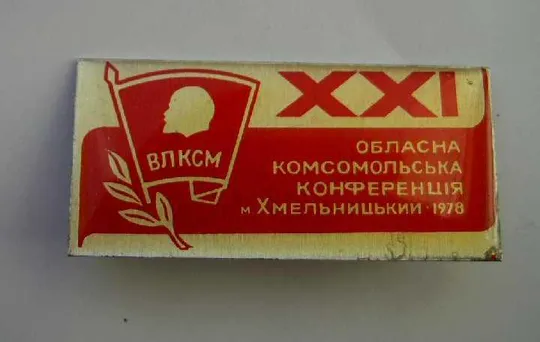 XXI
ВЛКСМ
ОБЛАСНА
КОМСОМОЛЬСЬКА
КОНФЕРЕНЦІЯ
м. Хмельницький · 1978